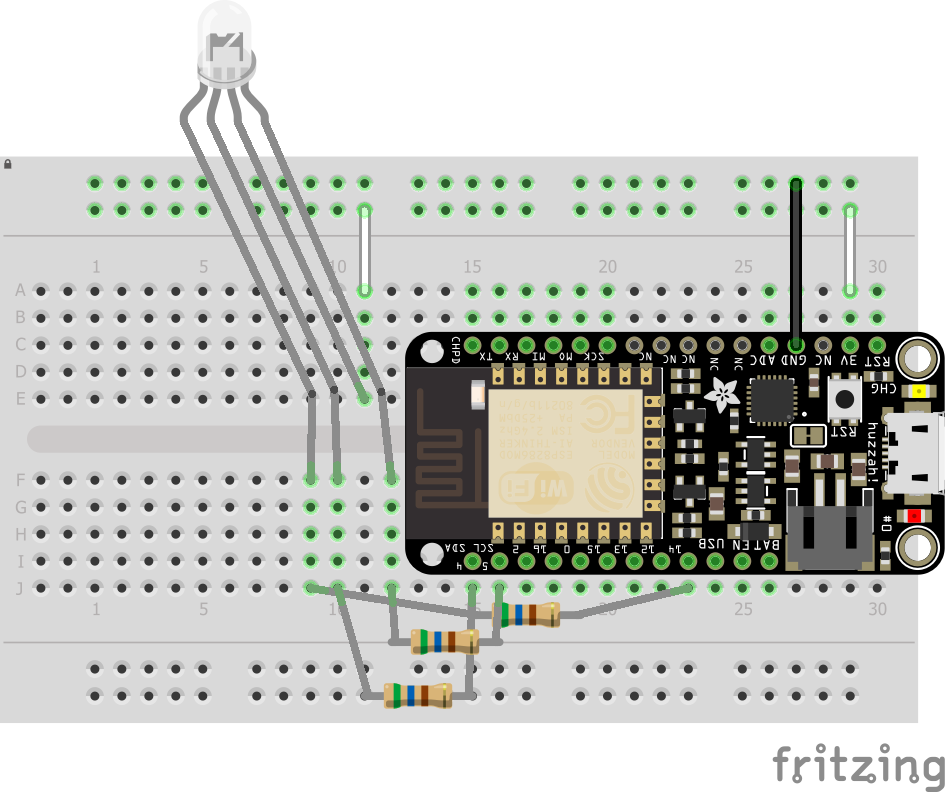 1 5 10 15 20 25 30
A
B
C
CHPD TX RX MI MO SCK NC NC NC NC NC ADC GND NC 3V RST
D
CHG
E
RST
huzzah!
F
WiFi
G
#0
H
USB EN BAT
I
4 SDA 5 SCL 2 16 0 15 13 12 14
J
1 5 15 20 25 30
fritzing